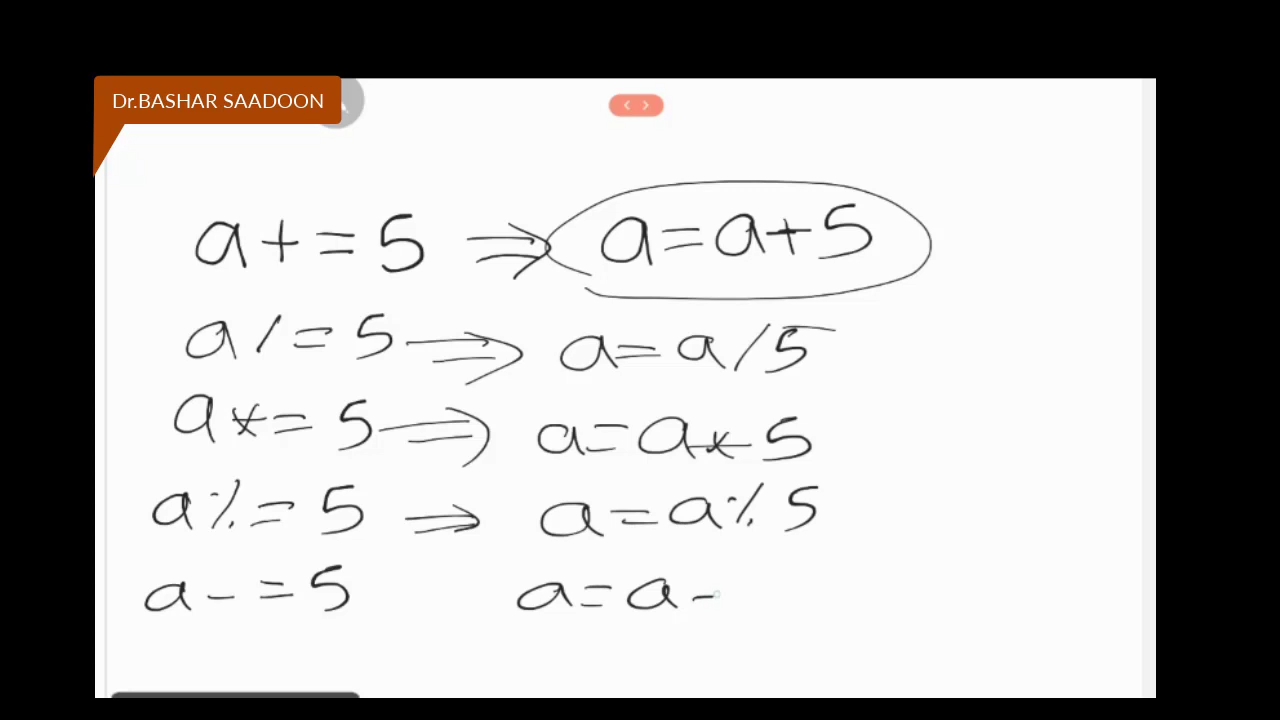 Dr.BASHAR SAADOON
a+=5 ⇒ a=a+5
a/=5 ⇒ a=a/5
a*=5 ⇒ a=a*5
a%=5 ⇒ a=a%5
a-=5 a=a-